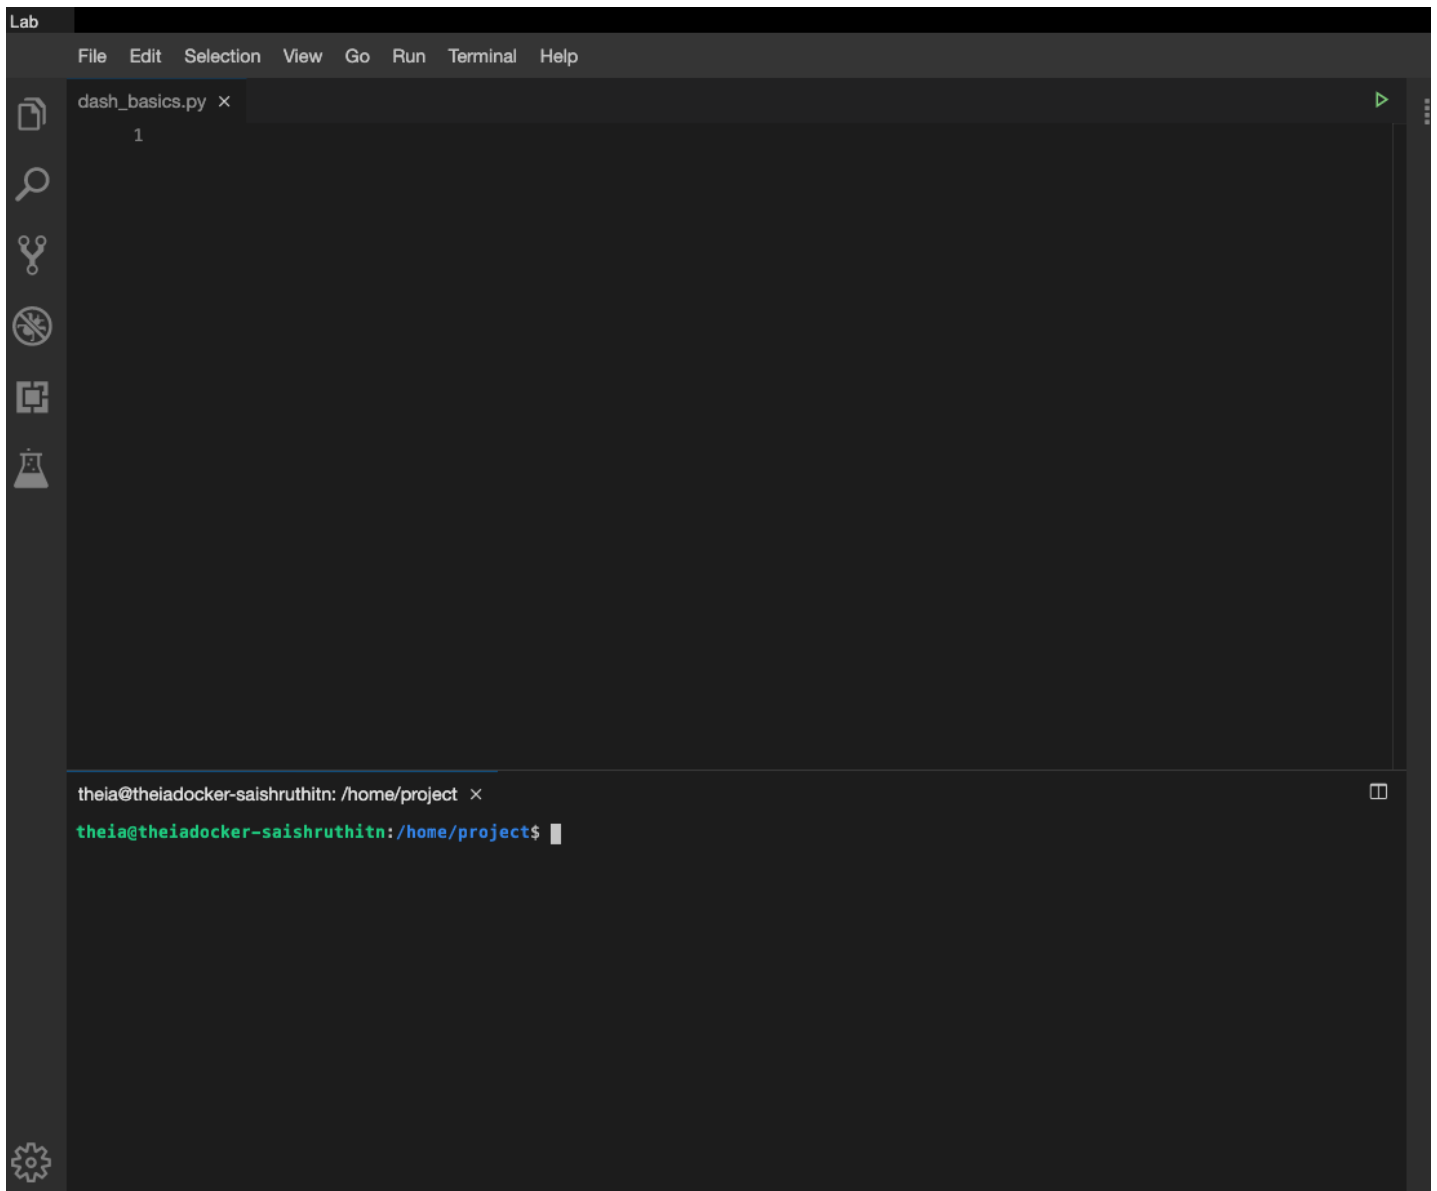 Lab
File Edit Selection View Go Run Terminal Help
dash_basics.py ×
1
theia@theiadocker-saishruthitn: /home/project ×
theia@theiadocker-saishruthitn:/home/project$